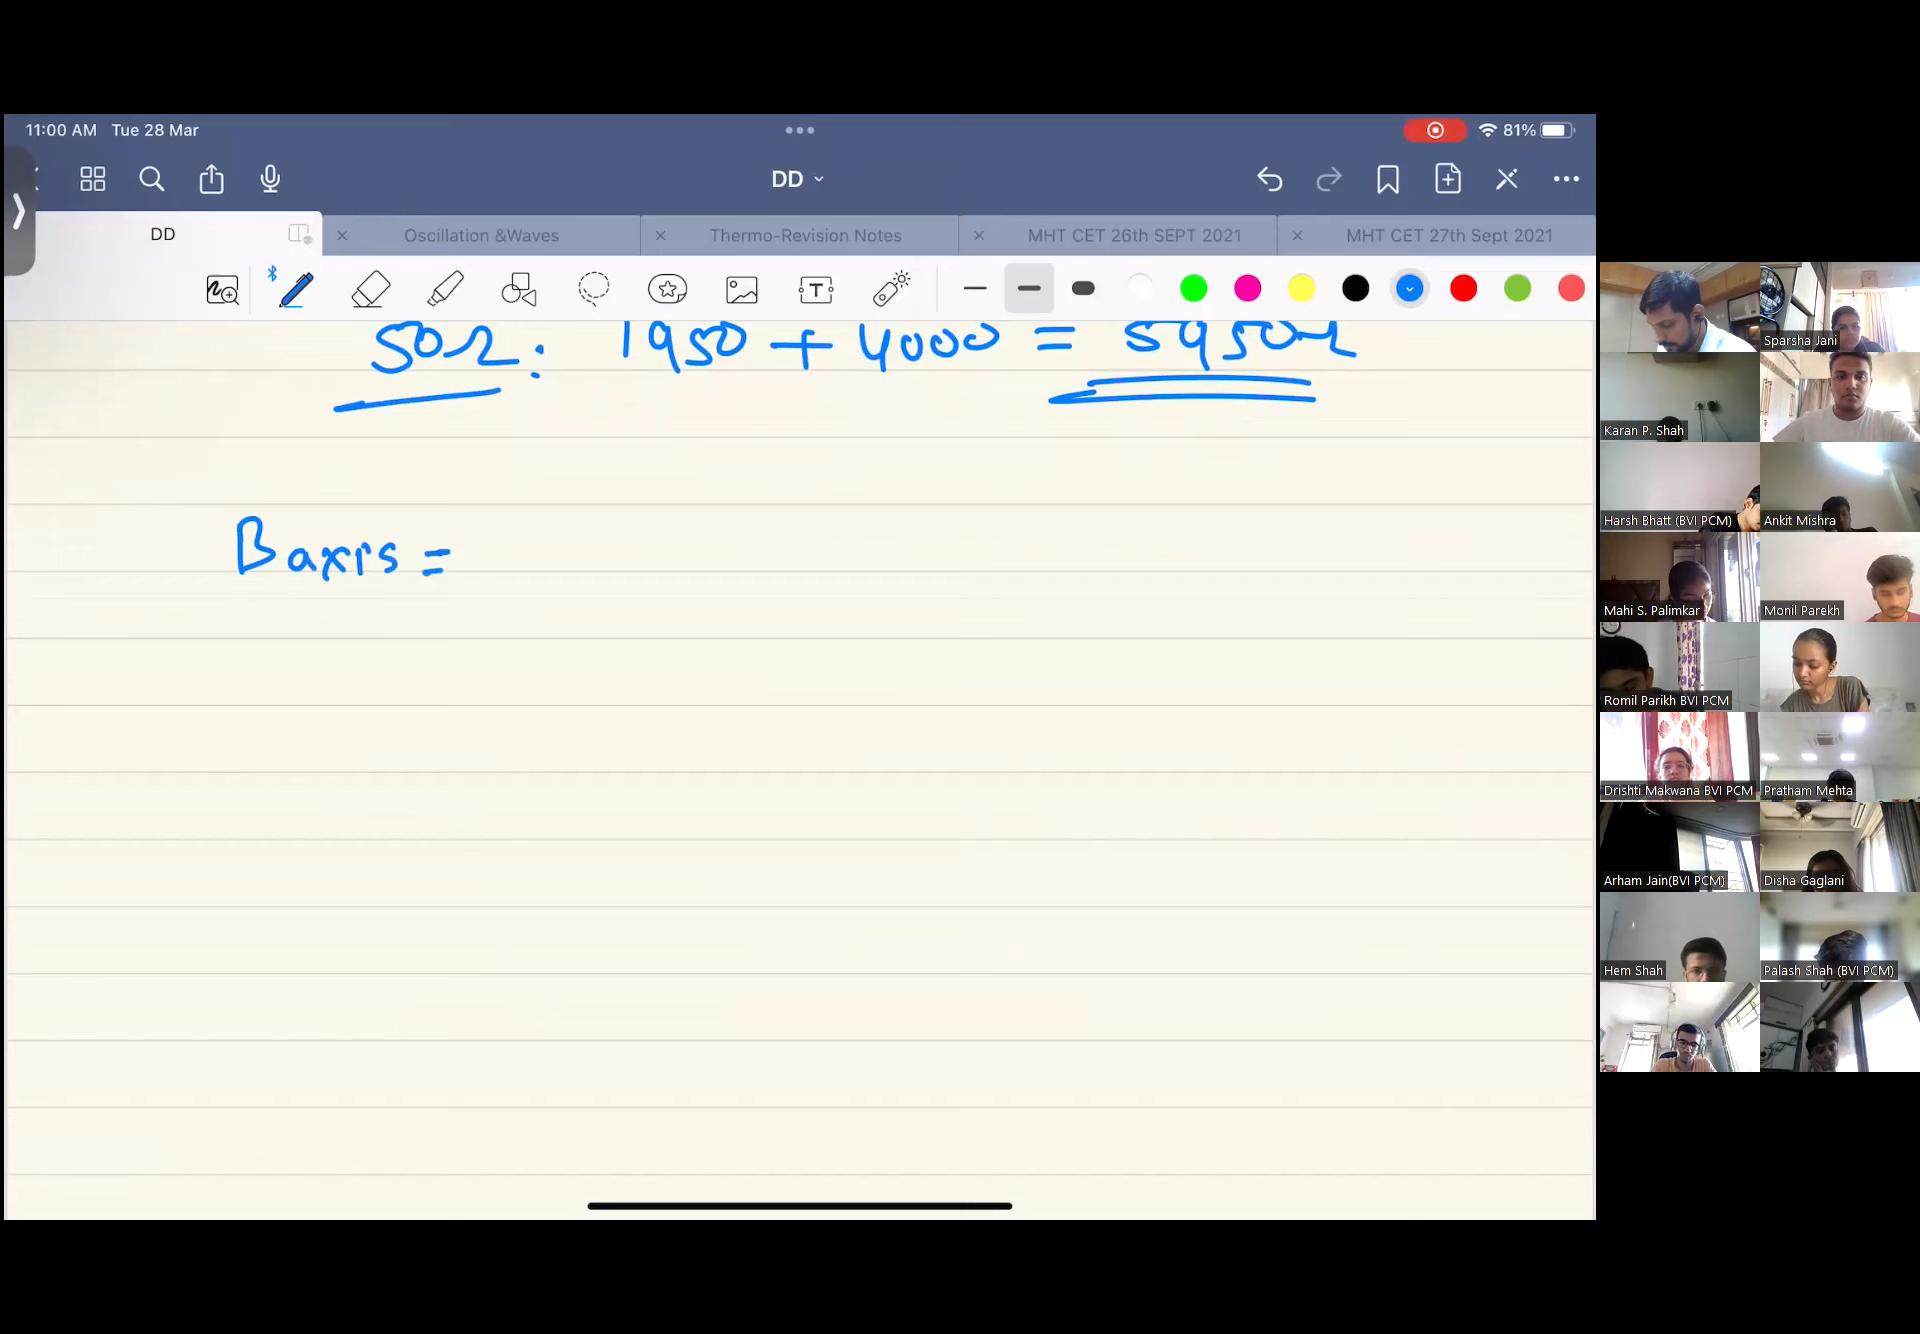 11:00 AM Tue 28 Mar
81%
DD
DD
Oscillation &Waves
Thermo-Revision Notes
MHT CET 26th SEPT 2021
MHT CET 27th Sept 2021
T
50Ω: 1950 + 4000 = 5950Ω
B axis =
Sparsha Jani
Karan P. Shah
Harsh Bhatt (BVI PCM)
Ankit Mishra
Mahi S. Palimkar
Monil Parekh
Romil Parikh BVI PCM
Drishti Makwana BVI PCM
Pratham Mehta
Arham Jain(BVI PCM)
Disha Gaglani
Hem Shah
Palash Shah (BVI PCM)